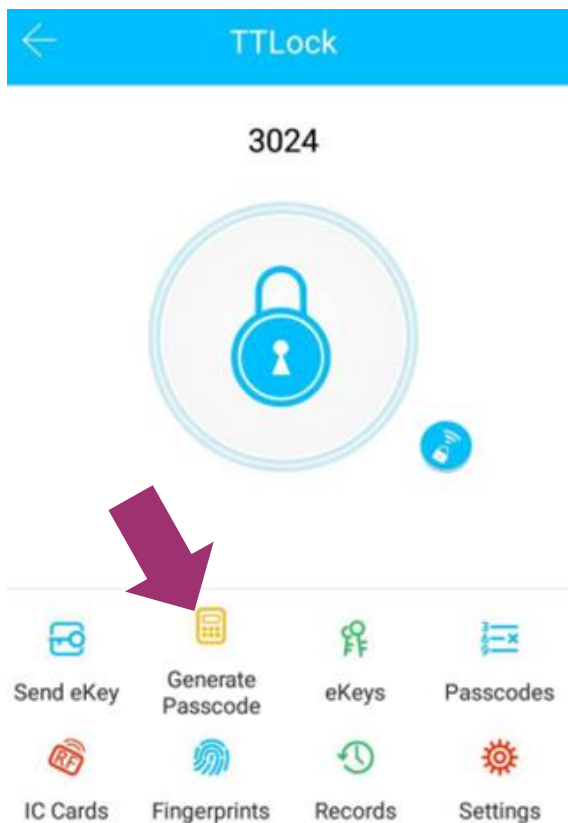 TTLock
3024
Send eKey
Generate
Passcode
eKeys
Passcodes
IC Cards
Fingerprints
Records
Settings